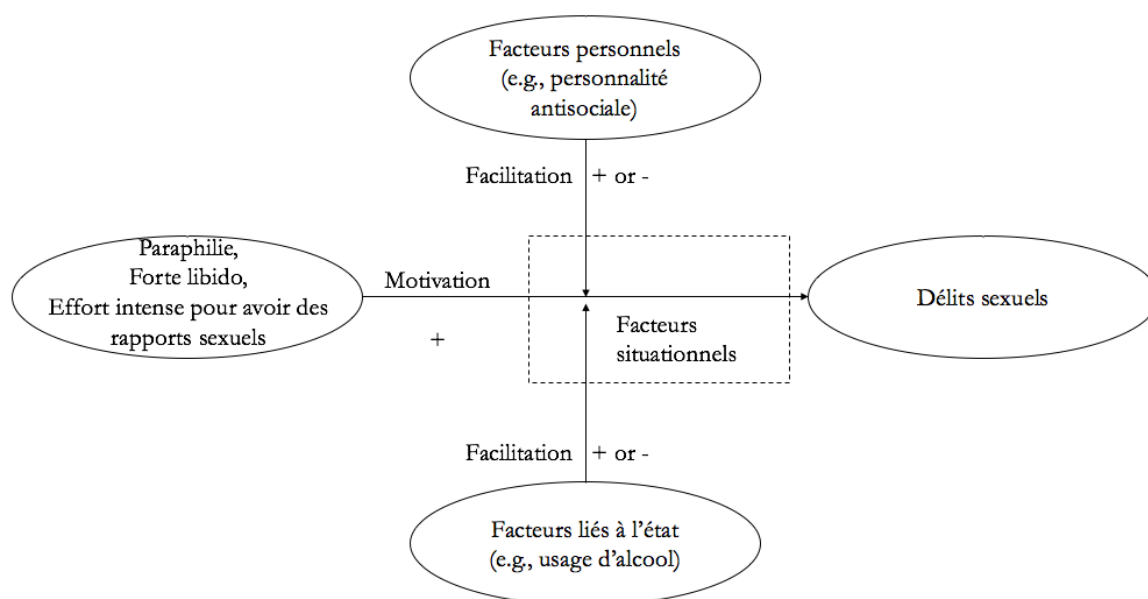 Facteurs personnels
(e.g., personnalité
antisociale)
Facilitation + or -
Paraphilie,
Forte libido,
Effort intense pour avoir des
rapports sexuels
Motivation
+
Facteurs
situationnels
Délits sexuels
Facilitation + or -
Facteurs liés à l'état
(e.g., usage d'alcool)